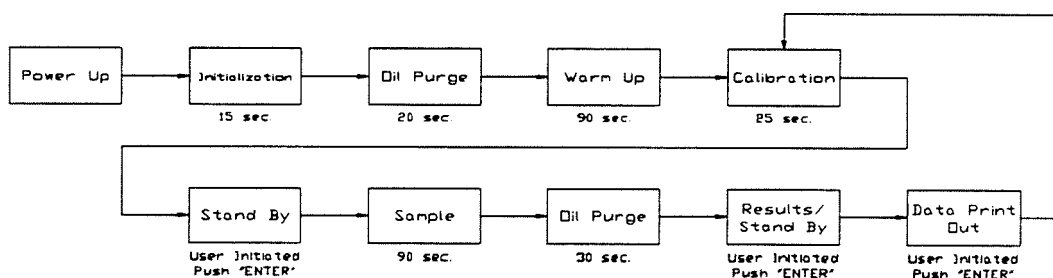 Power Up
Initialization
15 sec.
Oil Purge
20 sec.
Warm Up
90 sec.
Calibration
25 sec.
Stand By
User Initiated
Push "ENTER"
Sample
90 sec.
Oil Purge
30 sec.
Results/
Stand By
User Initiated
Push "ENTER"
Data Print
Out
User Initiated
Push "ENTER"